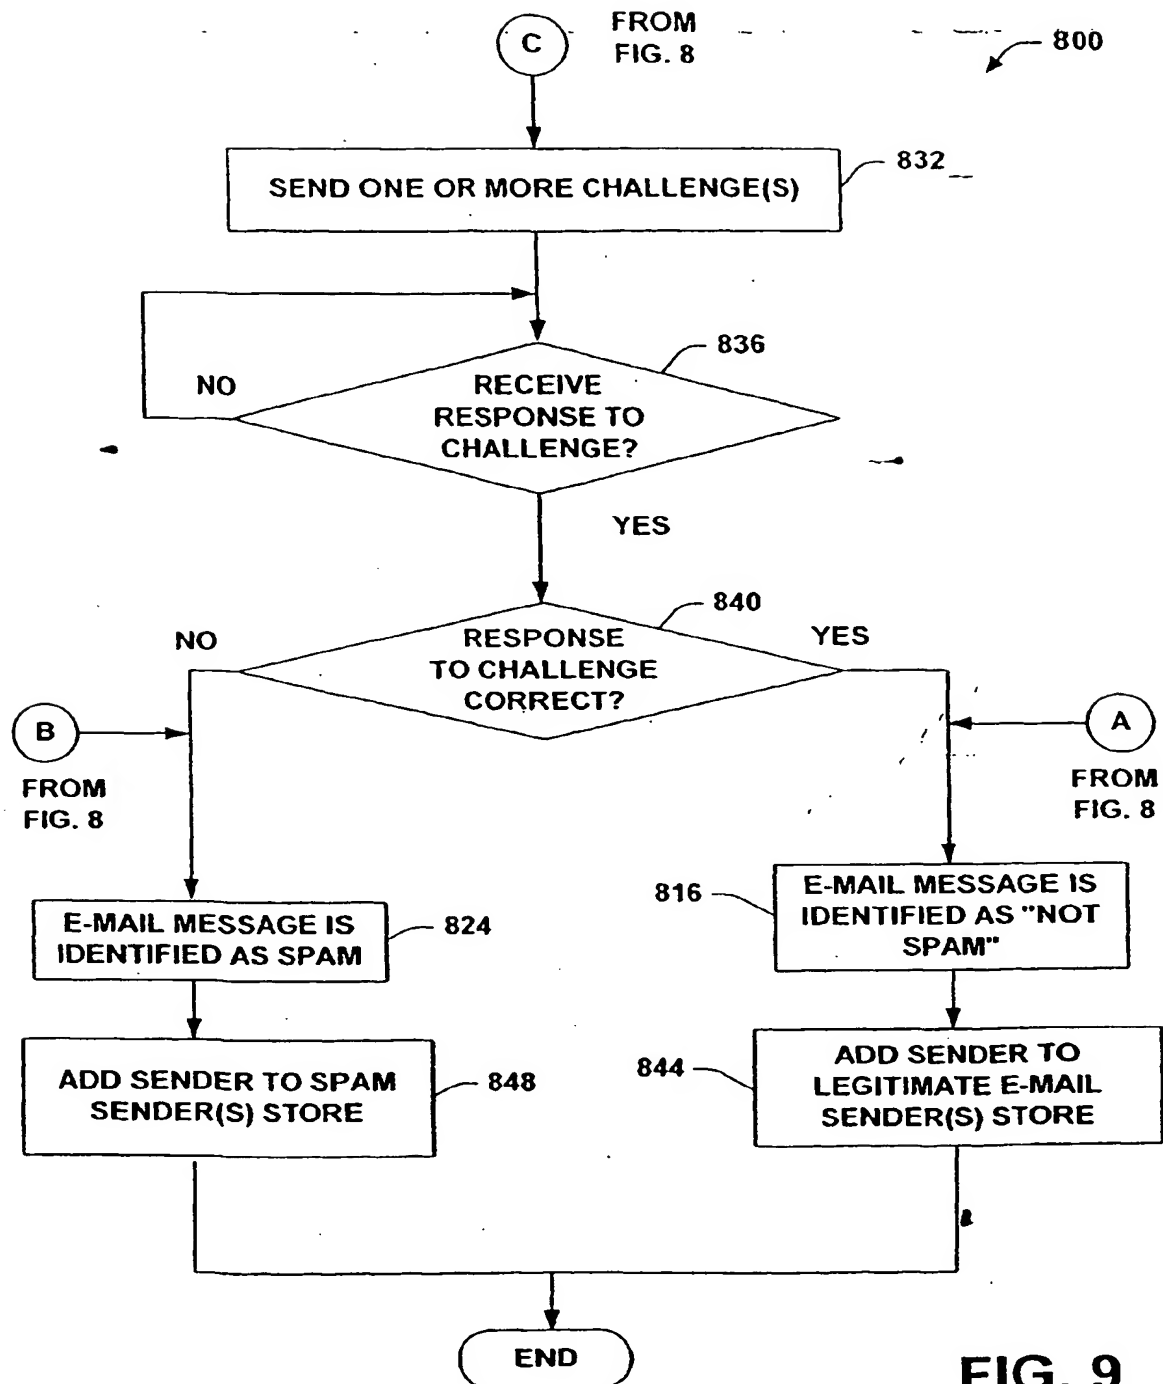 C
FROM
FIG. 8
800
SEND ONE OR MORE CHALLENGE(S)
832
836
NO
RECEIVE
RESPONSE TO
CHALLENGE?
YES
840
NO
RESPONSE
TO CHALLENGE
CORRECT?
YES
B
FROM
FIG. 8
A
FROM
FIG. 8
E-MAIL MESSAGE IS
IDENTIFIED AS SPAM
824
816
E-MAIL MESSAGE IS
IDENTIFIED AS "NOT
SPAM"
ADD SENDER TO SPAM
SENDER(S) STORE
848
844
ADD SENDER TO
LEGITIMATE E-MAIL
SENDER(S) STORE
END
FIG. 9